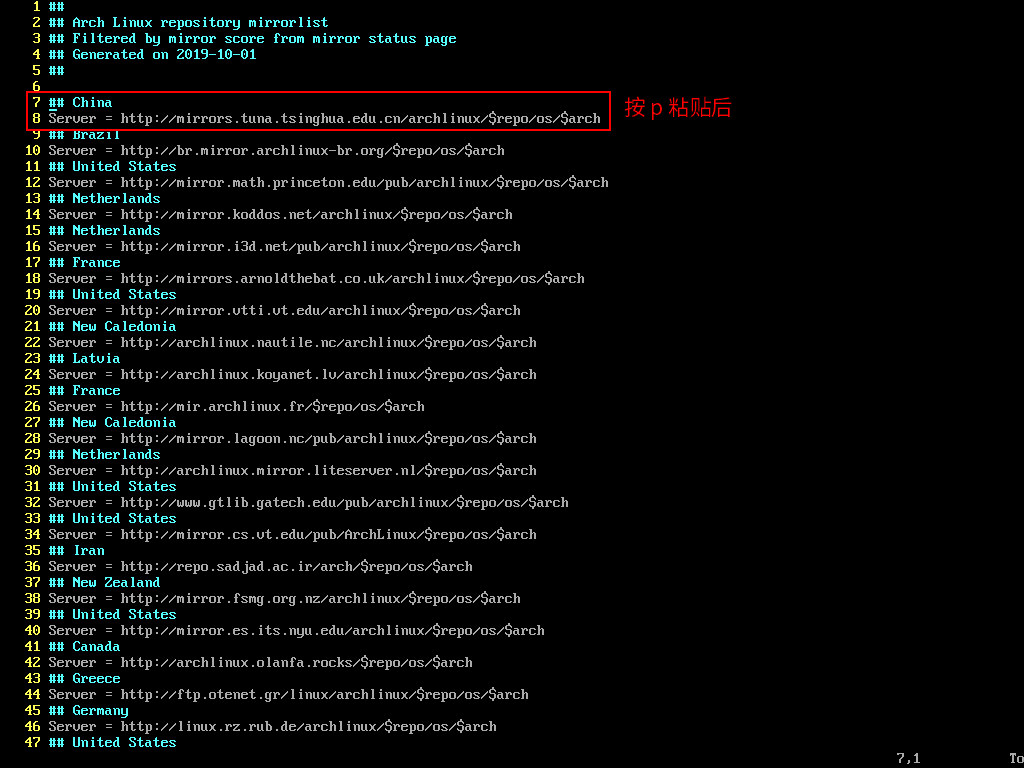 1 ##
2 ## Arch Linux repository mirrorlist
3 ## Filtered by mirror score from mirror status page
4 ## Generated on 2019-10-01
5 ##
6
7 ## China
8 Server = http://mirrors.tuna.tsinghua.edu.cn/archlinux/$repo/os/$arch
按 p 粘贴后
9 ## Brazil
10 Server = http://br.mirror.archlinux-br.org/$repo/os/$arch
11 ## United States
12 Server = http://mirror.math.princeton.edu/pub/archlinux/$repo/os/$arch
13 ## Netherlands
14 Server = http://mirror.koddos.net/archlinux/$repo/os/$arch
15 ## Netherlands
16 Server = http://mirror.i3d.net/pub/archlinux/$repo/os/$arch
17 ## France
18 Server = http://mirrors.arnoldthebat.co.uk/archlinux/$repo/os/$arch
19 ## United States
20 Server = http://mirror.vtti.vt.edu/archlinux/$repo/os/$arch
21 ## New Caledonia
22 Server = http://archlinux.nautile.nc/archlinux/$repo/os/$arch
23 ## Latvia
24 Server = http://archlinux.koyanet.lv/archlinux/$repo/os/$arch
25 ## France
26 Server = http://mir.archlinux.fr/$repo/os/$arch
27 ## New Caledonia
28 Server = http://mirror.lagoon.nc/pub/archlinux/$repo/os/$arch
29 ## Netherlands
30 Server = http://archlinux.mirror.liteserver.nl/$repo/os/$arch
31 ## United States
32 Server = http://www.gtlib.gatech.edu/pub/archlinux/$repo/os/$arch
33 ## United States
34 Server = http://mirror.cs.vt.edu/pub/ArchLinux/$repo/os/$arch
35 ## Iran
36 Server = http://repo.sadjad.ac.ir/arch/$repo/os/$arch
37 ## New Zealand
38 Server = http://mirror.fsmg.org.nz/archlinux/$repo/os/$arch
39 ## United States
40 Server = http://mirror.es.its.nyu.edu/archlinux/$repo/os/$arch
41 ## Canada
42 Server = http://archlinux.olanfa.rocks/$repo/os/$arch
43 ## Greece
44 Server = http://ftp.otenet.gr/linux/archlinux/$repo/os/$arch
45 ## Germany
46 Server = http://linux.rz.rub.de/archlinux/$repo/os/$arch
47 ## United States
7,1 To